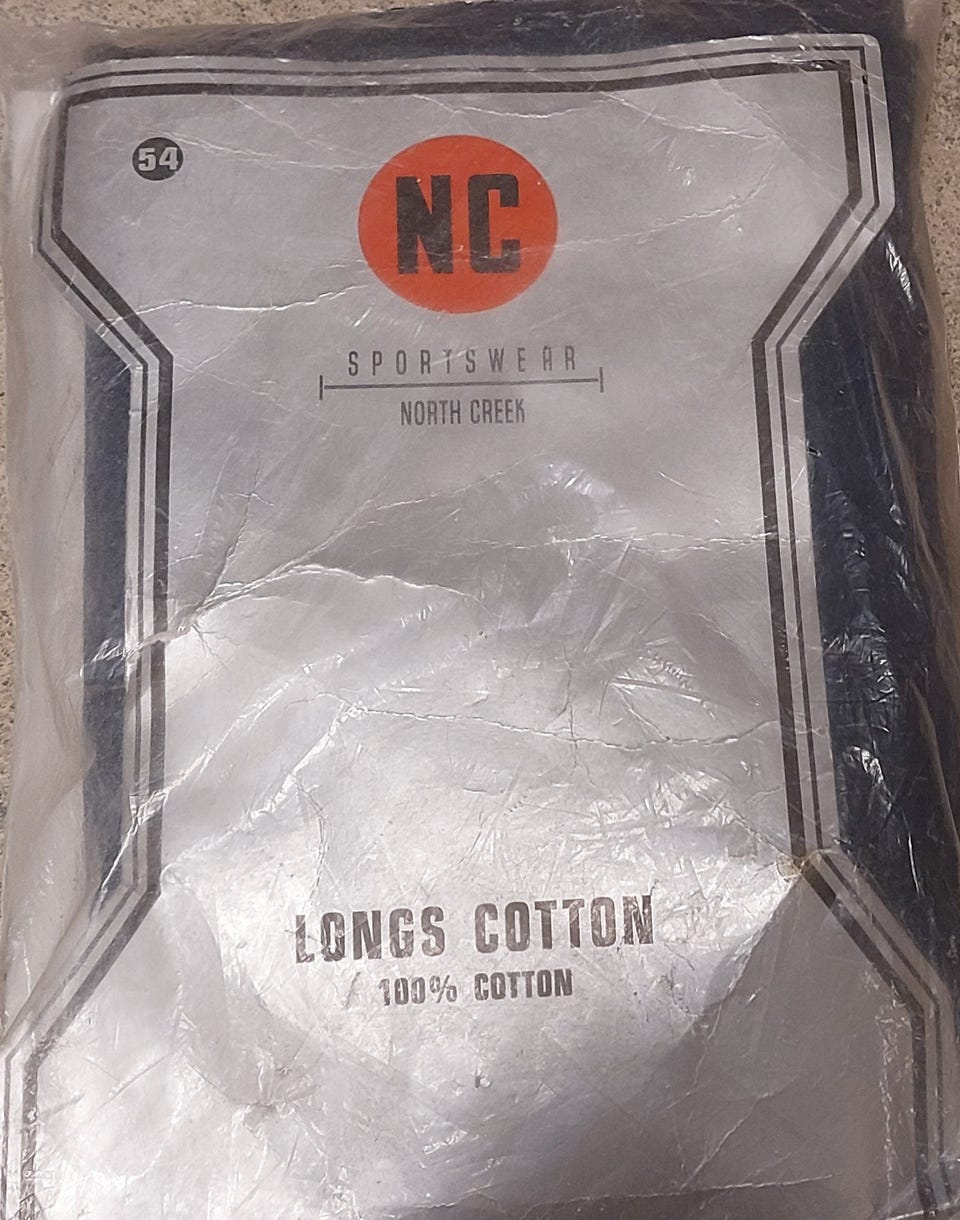 54
NC
SPORTSWEAR
NORTH CREEK
LONGS COTTON
100% COTTON